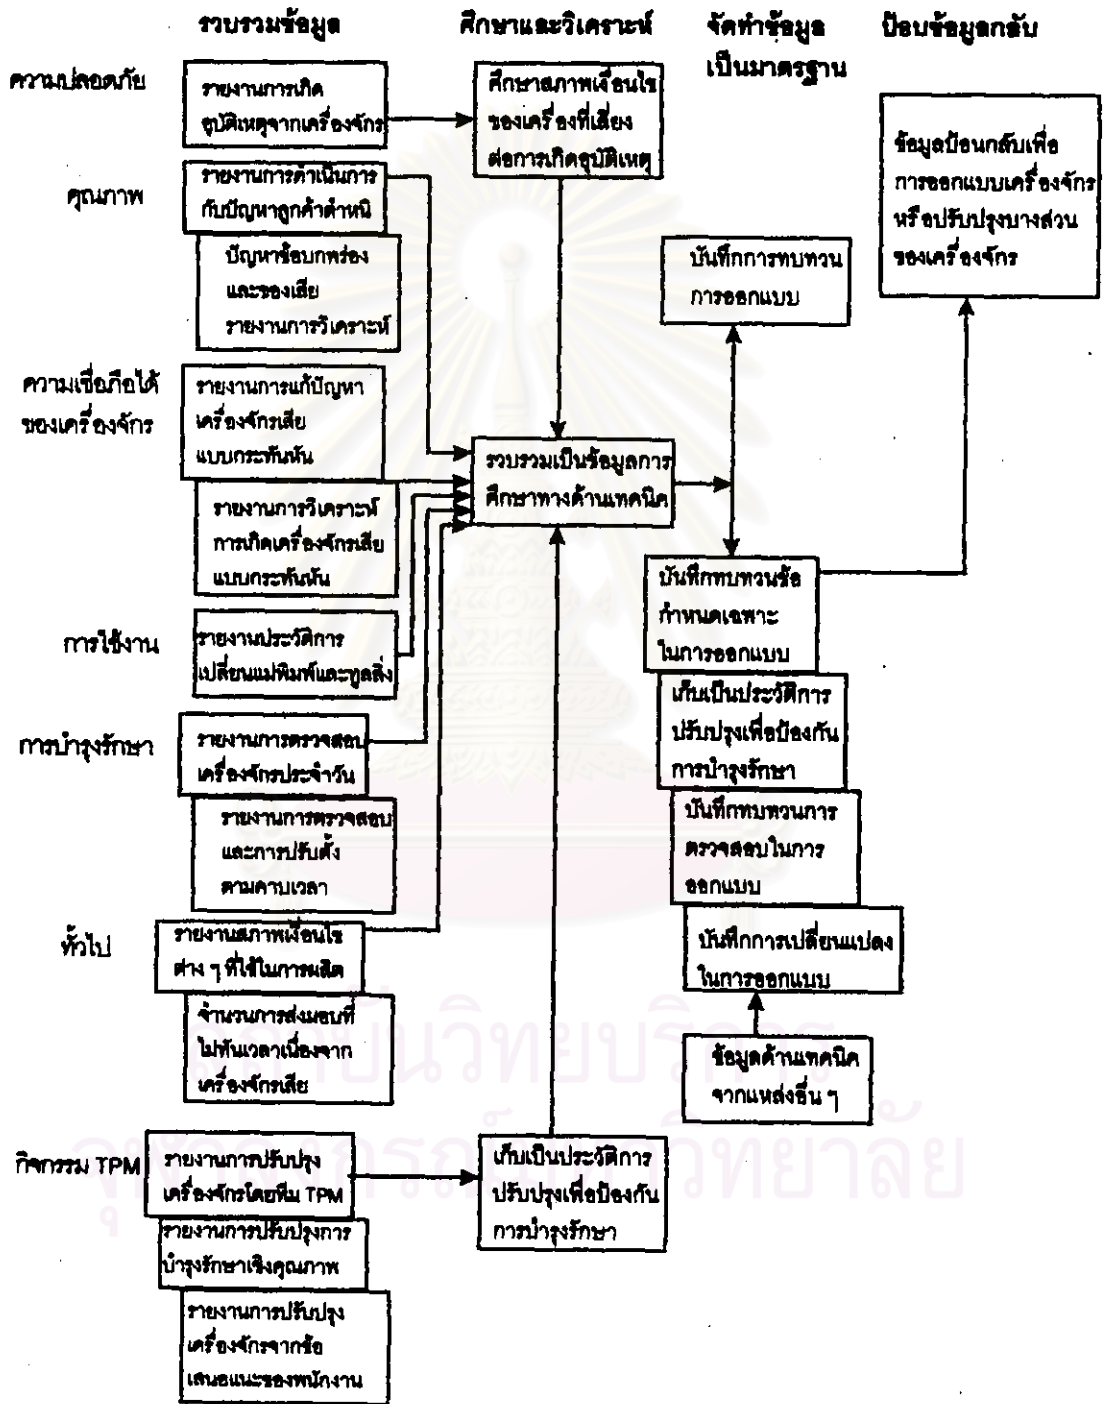 รวบรวมข้อมูล
ศึกษาและวิเคราะห์
จัดทำข้อมูล
เป็นมาตรฐาน
ป้อนข้อมูลกลับ
ความปลอดภัย
รายงานการเกิด
อุบัติเหตุจากเครื่องจักร
ศึกษาสภาพเงื่อนไข
ของเครื่องที่เสี่ยง
ต่อการเกิดอุบัติเหตุ
ข้อมูลป้อนกลับเพื่อ
การออกแบบเครื่องจักร
หรือปรับปรุงบางส่วน
ของเครื่องจักร
คุณภาพ
รายงานการดำเนินการ
กับปัญหาลูกค้าตำหนิ
ปัญหาข้อบกพร่อง
และของเสีย
รายงานการวิเคราะห์
บันทึกการทบทวน
การออกแบบ
ความเชื่อถือได้
ของเครื่องจักร
รายงานการแก้ปัญหา
เครื่องจักรเสีย
แบบกระทันหัน
รวบรวมเป็นข้อมูลการ
ศึกษาทางด้านเทคนิค
รายงานการวิเคราะห์
การเกิดเครื่องจักรเสีย
แบบกระทันหัน
บันทึกทบทวนข้อ
กำหนดเฉพาะ
ในการออกแบบ
การใช้งาน
รายงานประวัติการ
เปลี่ยนแม่พิมพ์และทูลลิ่ง
เก็บเป็นประวัติการ
ปรับปรุงเพื่อป้องกัน
การบำรุงรักษา
การบำรุงรักษา
รายงานการตรวจสอบ
เครื่องจักรประจำวัน
รายงานการตรวจสอบ
และการปรับตั้ง
ตามคาบเวลา
บันทึกทบทวนการ
ตรวจสอบในการ
ออกแบบ
ทั่วไป
รายงานสภาพเงื่อนไข
ต่าง ๆ ที่ใช้ในการผลิต
บันทึกการเปลี่ยนแปลง
ในการออกแบบ
จำนวนการส่งมอบที่
ไม่ทันเวลาเนื่องจาก
เครื่องจักรเสีย
ข้อมูลด้านเทคนิค
จากแหล่งอื่น ๆ
สถาบันวิทยบริการ
จุฬาลงกรณ์มหาวิทยาลัย
กิจกรรม TPM
รายงานการปรับปรุง
เครื่องจักรโดยทีม TPM
เก็บเป็นประวัติการ
ปรับปรุงเพื่อป้องกัน
การบำรุงรักษา
รายงานการปรับปรุงการ
บำรุงรักษาเชิงคุณภาพ
รายงานการปรับปรุง
เครื่องจักรจากข้อ
เสนอแนะของพนักงาน